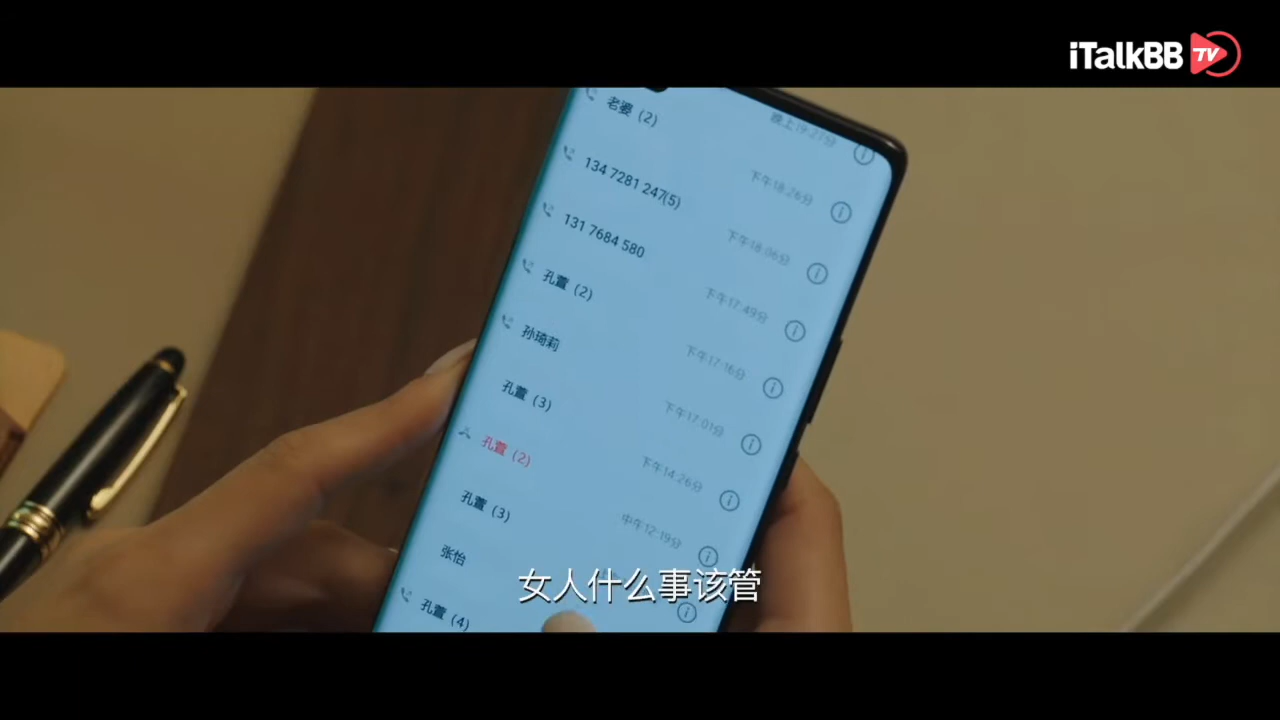 iTalkBB TV
老婆 (2)
晚上19:27分
134 7281 247(5)
下午18:26分
131 7684 580
下午18:06分
孔萱 (2)
下午17:49分
孙琦莉
下午17:16分
孔萱 (3)
下午17:01分
孔萱 (2)
下午14:26分
孔萱 (3)
中午12:19分
张怡
孔萱 (4)
女人什么事该管